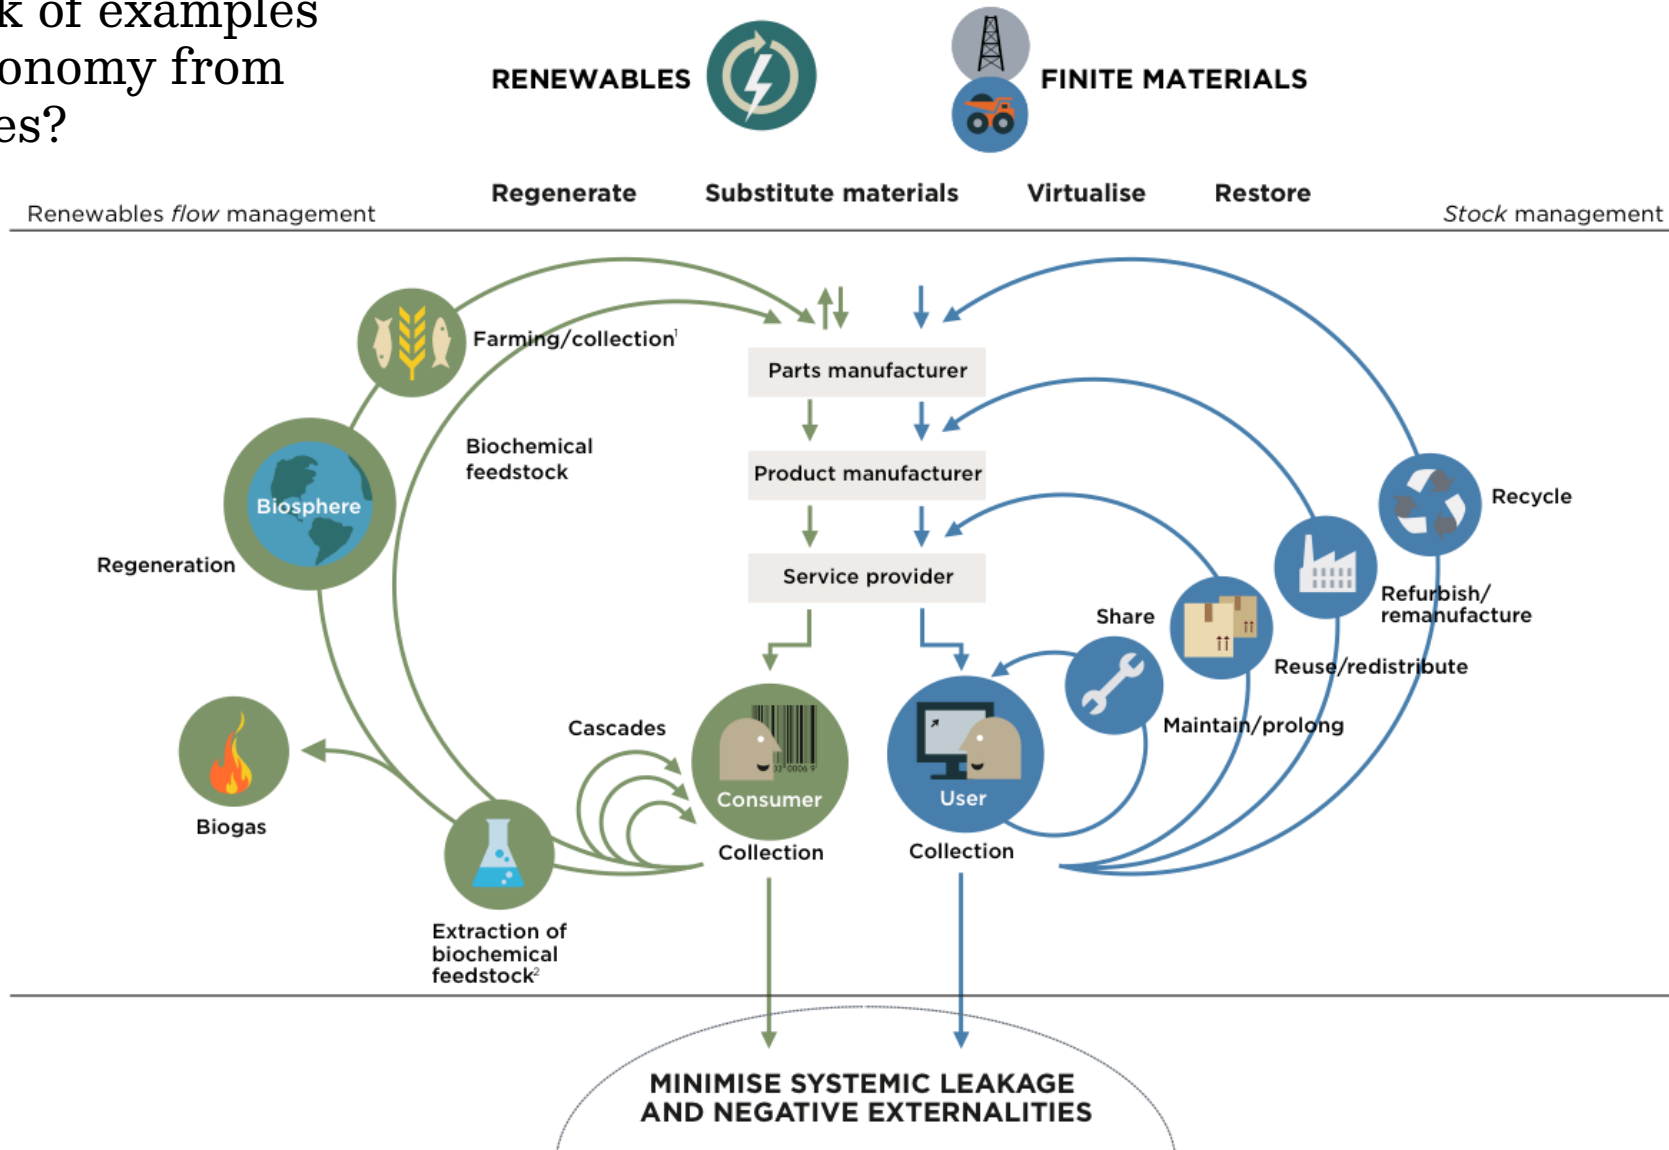 k of examples
onomy from
es?
RENEWABLES
FINITE MATERIALS
Regenerate
Substitute materials
Virtualise
Restore
Renewables flow management
Stock management
Farming/collection¹
Biochemical
feedstock
Biosphere
Regeneration
Biogas
Extraction of
biochemical
feedstock²
Cascades
Parts manufacturer
Product manufacturer
Service provider
Consumer
Collection
User
Collection
Share
Maintain/prolong
Reuse/redistribute
Refurbish/
remanufacture
Recycle
MINIMISE SYSTEMIC LEAKAGE
AND NEGATIVE EXTERNALITIES